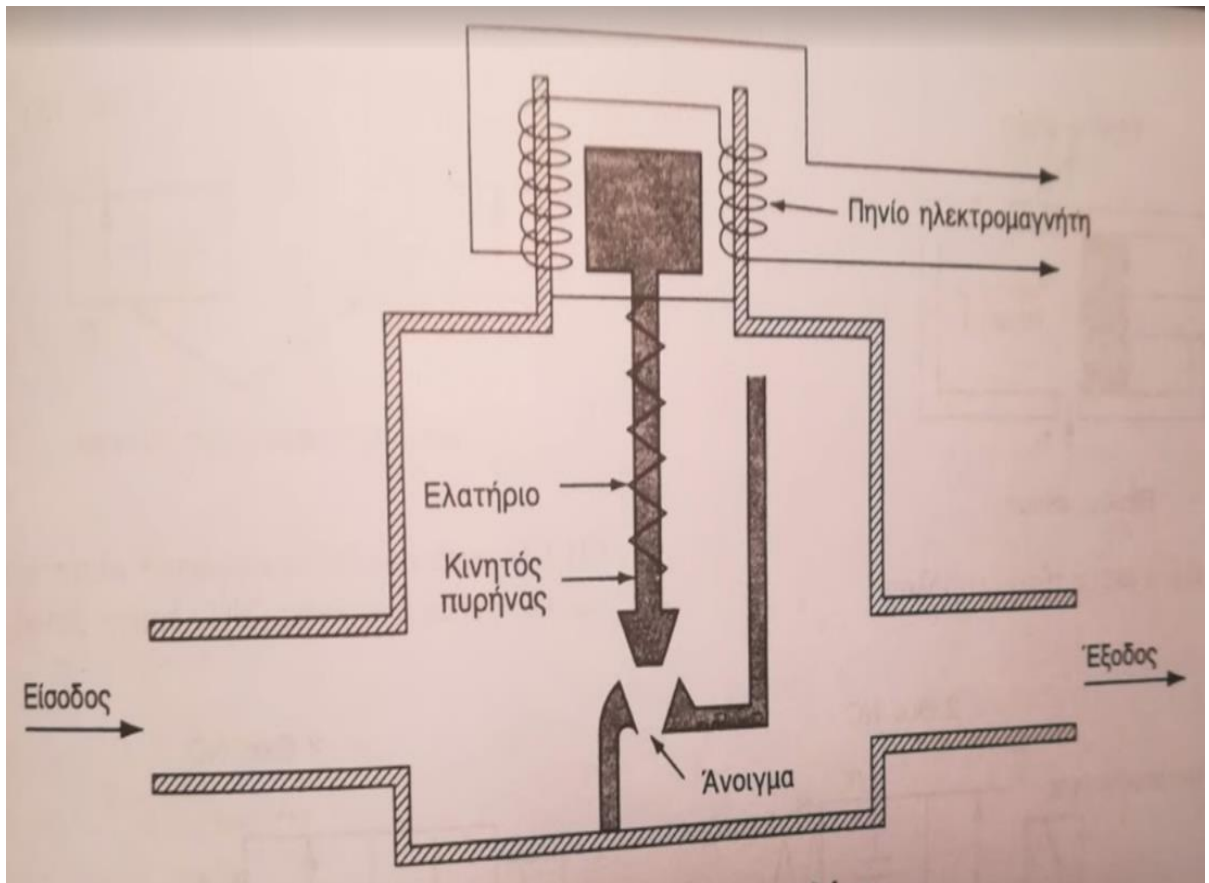 Πηνίο ηλεκτρομαγνήτη
Ελατήριο
Κινητός
πυρήνας
Είσοδος
Έξοδος
Άνοιγμα